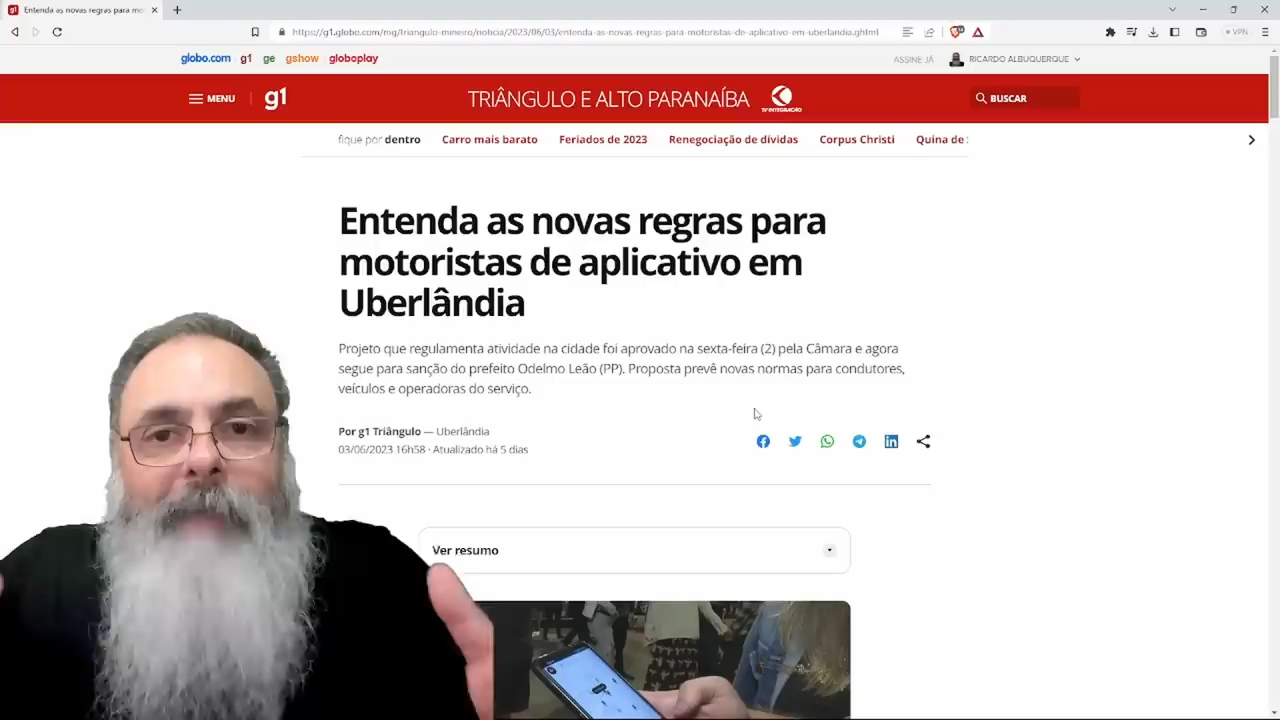 Entenda as novas regras para mo
https://g1.globo.com/mg/triangulo-mineiro/noticia/2023/06/03/entenda-as-novas-regras-para-motoristas-de-aplicativo-em-uberlandia.ghtml
VPN
globo.com g1 ge gshow globoplay
ASSINE JÁ RICARDO ALBUQUERQUE
MENU g1 TRIÂNGULO E ALTO PARANAÍBA TV INTEGRAÇÃO BUSCAR
fique por dentro Carro mais barato Feriados de 2023 Renegociação de dívidas Corpus Christi Quina de
Entenda as novas regras para
motoristas de aplicativo em
Uberlândia
Projeto que regulamenta atividade na cidade foi aprovado na sexta-feira (2) pela Câmara e agora
segue para sanção do prefeito Odelmo Leão (PP). Proposta prevê novas normas para condutores,
veículos e operadoras do serviço.
Por g1 Triângulo — Uberlândia
03/06/2023 16h58 · Atualizado há 5 dias
Ver resumo